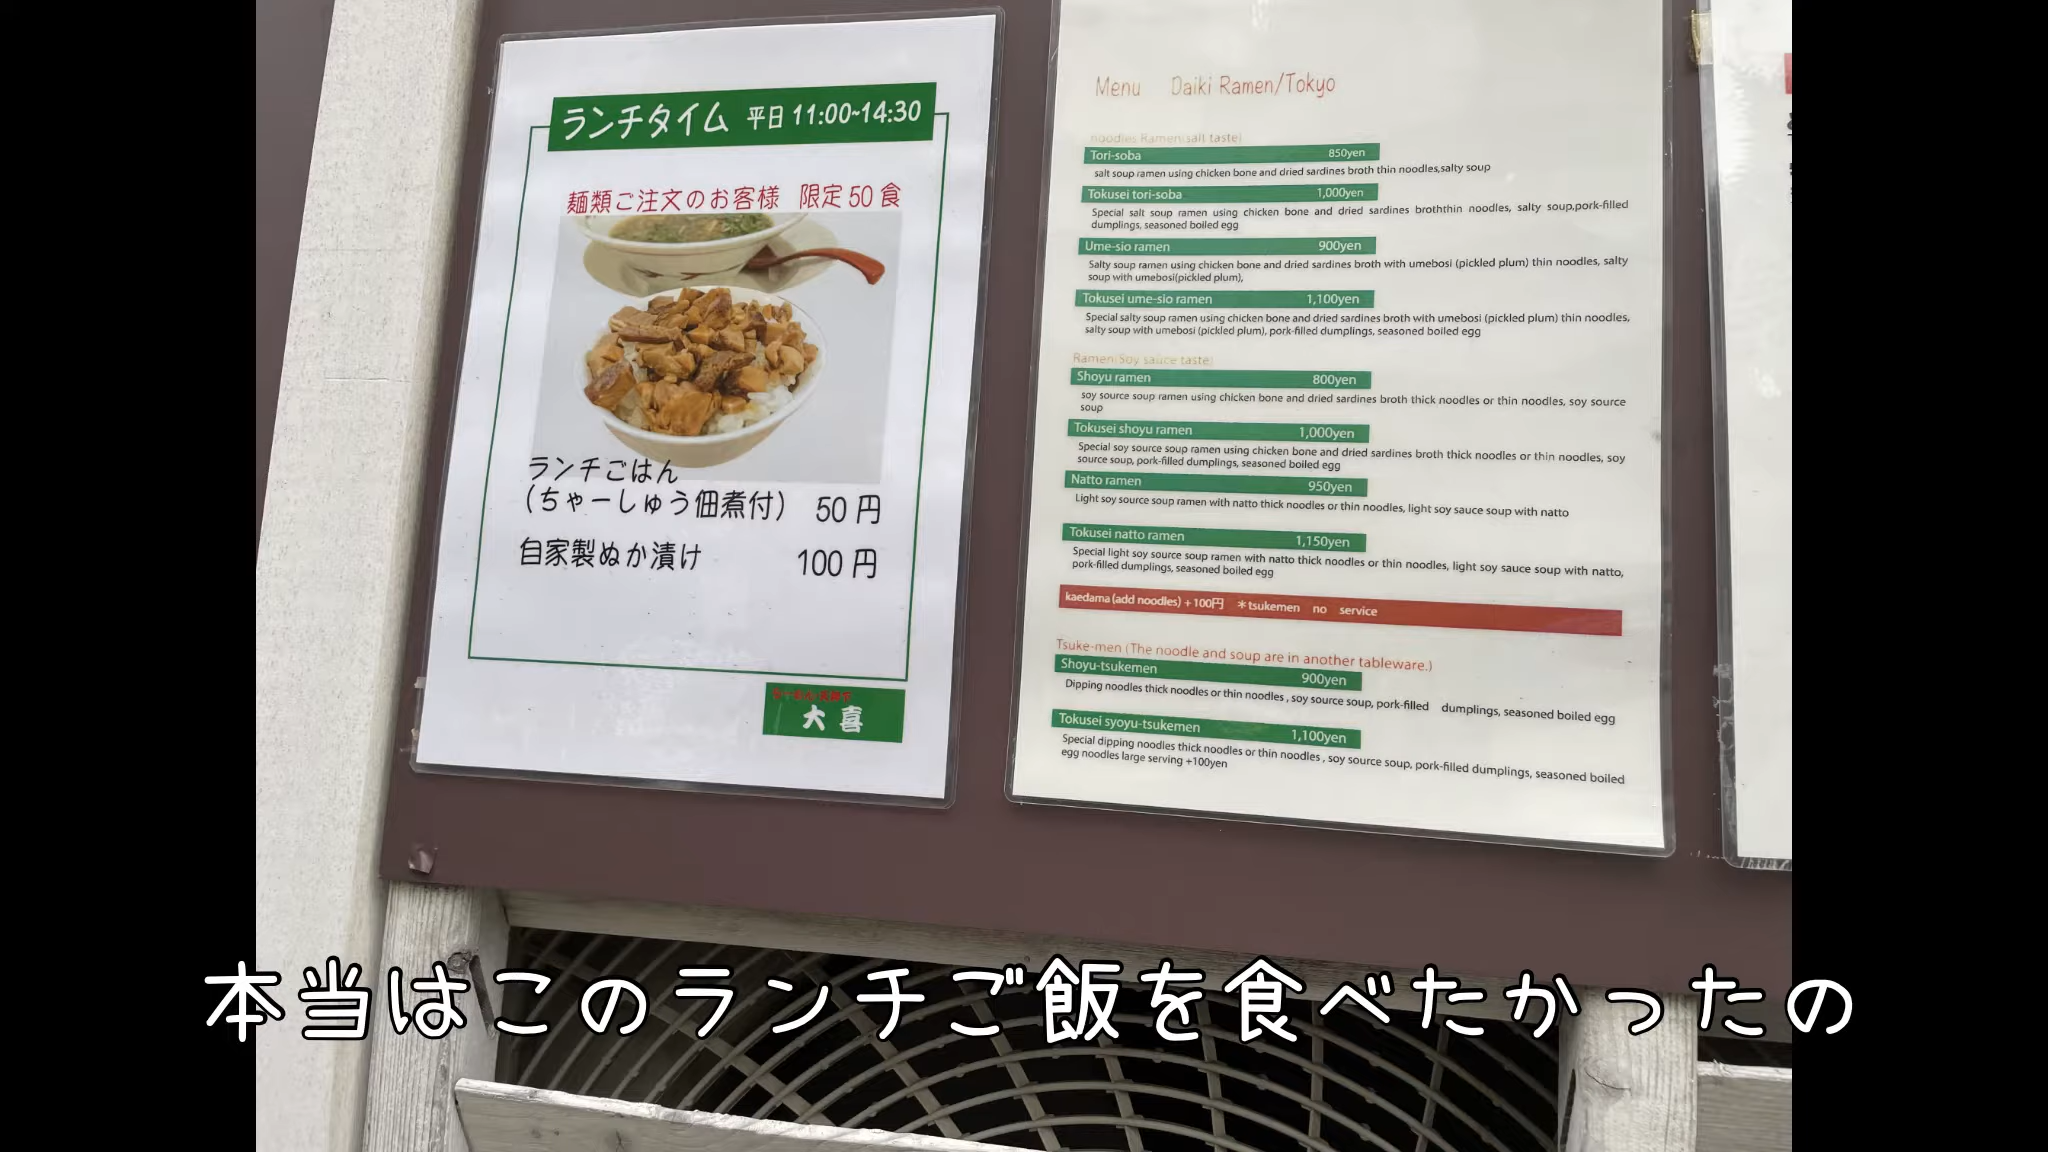 ランチタイム 平日 11:00~14:30
麺類ご注文のお客様 限定 50 食
ランチごはん
(ちゃーしゅう佃煮付) 50 円
自家製ぬか漬け 100 円
大喜
Menu Daiki Ramen/Tokyo
noodles Ramen(salt taste)
Tori-soba 850yen
salt soup ramen using chicken bone and dried sardines broth thin noodles,salty soup
Tokusei tori-soba 1,000yen
Special salt soup ramen using chicken bone and dried sardines broththin noodles, salty soup,pork-filled
dumplings, seasoned boiled egg
Ume-sio ramen 900yen
Salty soup ramen using chicken bone and dried sardines broth with umebosi (pickled plum) thin noodles, salty
soup with umebosi(pickled plum),
Tokusei ume-sio ramen 1,100yen
Special salty soup ramen using chicken bone and dried sardines broth with umebosi (pickled plum) thin noodles,
salty soup with umebosi (pickled plum), pork-filled dumplings, seasoned boiled egg
Ramen(Soy sauce taste)
Shoyu ramen 800yen
soy source soup ramen using chicken bone and dried sardines broth thick noodles or thin noodles, soy source
soup
Tokusei shoyu ramen 1,000yen
Special soy source soup ramen using chicken bone and dried sardines broth thick noodles or thin noodles, soy
source soup, pork-filled dumplings, seasoned boiled egg
Natto ramen 950yen
Light soy source soup ramen with natto thick noodles or thin noodles, light soy sauce soup with natto
Tokusei natto ramen 1,150yen
Special light soy source soup ramen with natto thick noodles or thin noodles, light soy sauce soup with natto,
pork-filled dumplings, seasoned boiled egg
kaedama (add noodles) +100円 *tsukemen no service
Tsuke-men (The noodle and soup are in another tableware.)
Shoyu-tsukemen 900yen
Dipping noodles thick noodles or thin noodles , soy source soup, pork-filled dumplings, seasoned boiled egg
Tokusei syoyu-tsukemen 1,100yen
Special dipping noodles thick noodles or thin noodles , soy source soup, pork-filled dumplings, seasoned boiled
egg noodles large serving +100yen
本当はこのランチご飯を食べたかったの